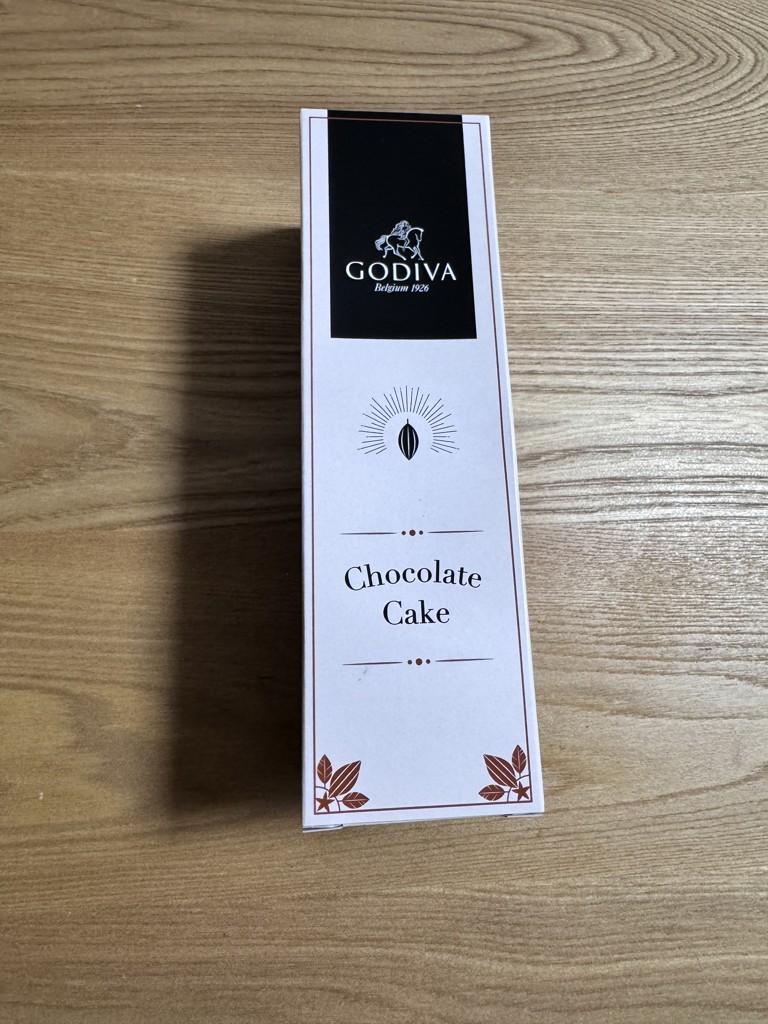 GODIVA
Belgium 1926
Chocolate
Cake